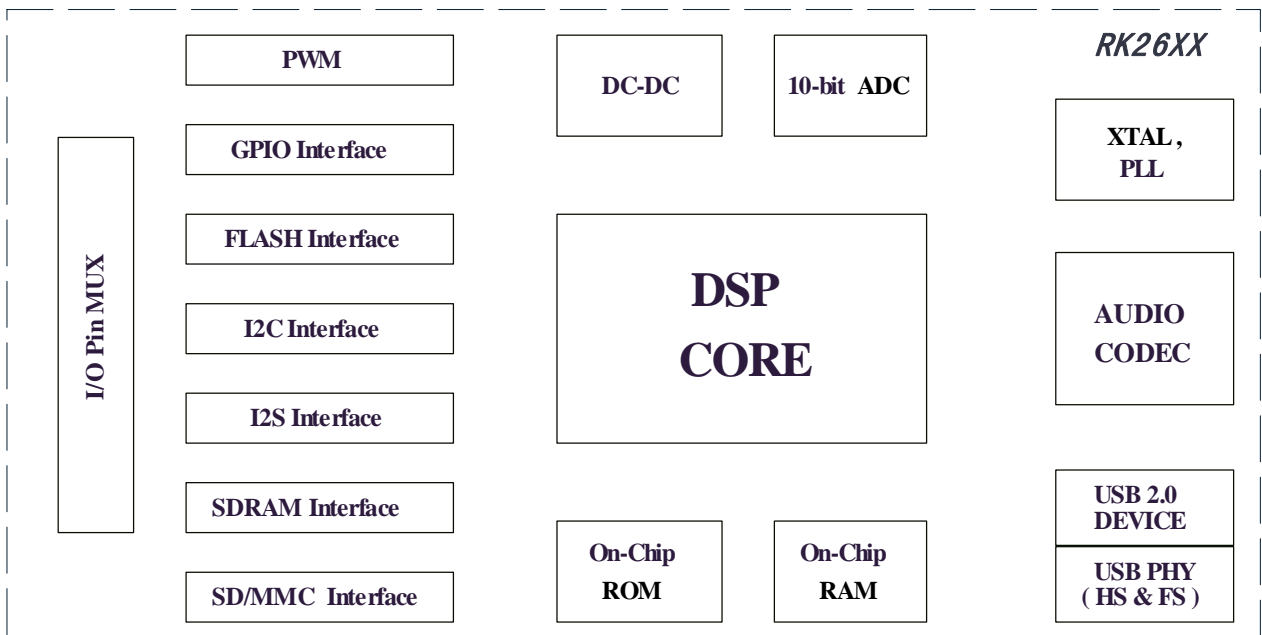 RK26XX
PWM
GPIO Interface
FLASH Interface
I2C Interface
I2S Interface
SDRAM Interface
SD/MMC Interface
I/O Pin MUX
DC-DC
10-bit ADC
DSP
CORE
On-Chip
ROM
On-Chip
RAM
XTAL ,
PLL
AUDIO
CODEC
USB 2.0
DEVICE
USB PHY
( HS & FS )